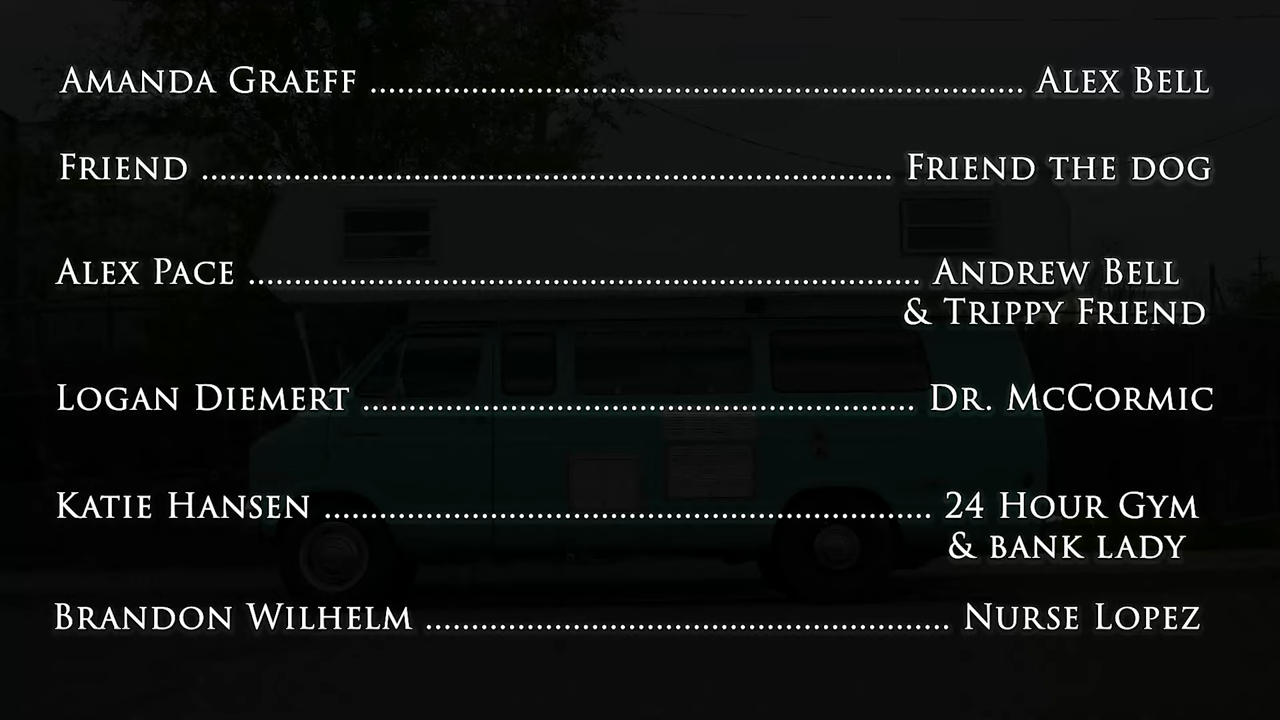 Amanda Graeff ........................................................................ Alex Bell
Friend ............................................................................ Friend the dog
Alex Pace .......................................................................... Andrew Bell
& Trippy Friend
Logan Diemert ............................................................. Dr. McCormic
Katie Hansen ................................................................... 24 Hour Gym
& bank lady
Brandon Wilhelm .......................................................... Nurse Lopez